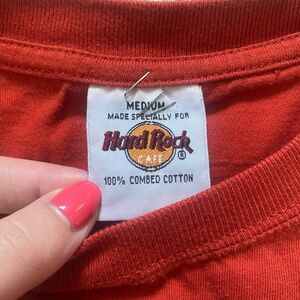 MEDIUM
MADE SPECIALLY FOR
Hard Rock
CAFE ®
100% COMBED COTTON